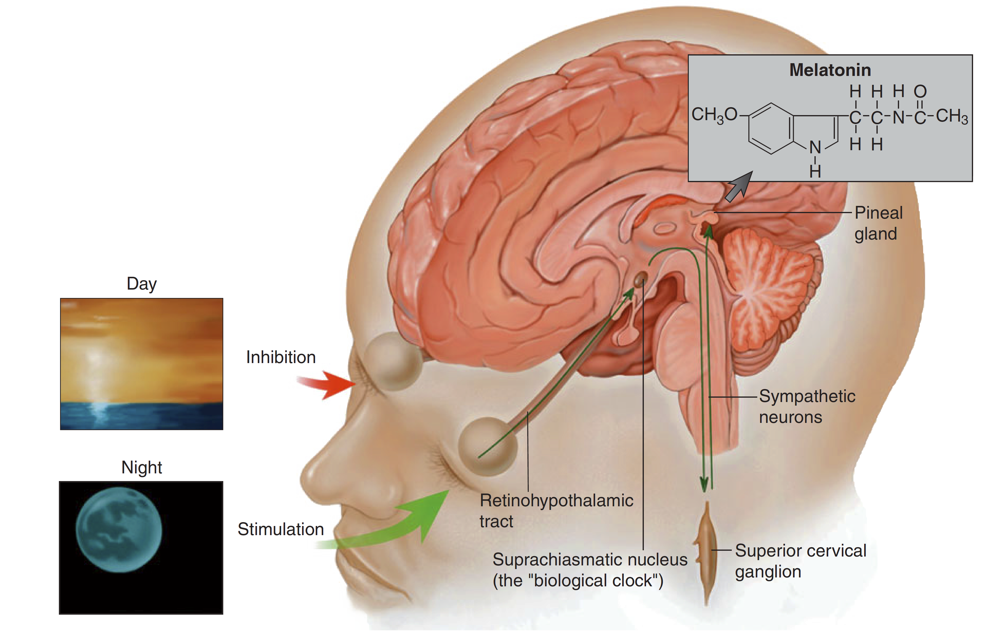 Melatonin
H H H O
CH3O C C N C CH3
H H
N
H
Pineal
gland
Day
Inhibition
Night
Stimulation
Sympathetic
neurons
Retinohypothalamic
tract
Suprachiasmatic nucleus
(the "biological clock")
Superior cervical
ganglion